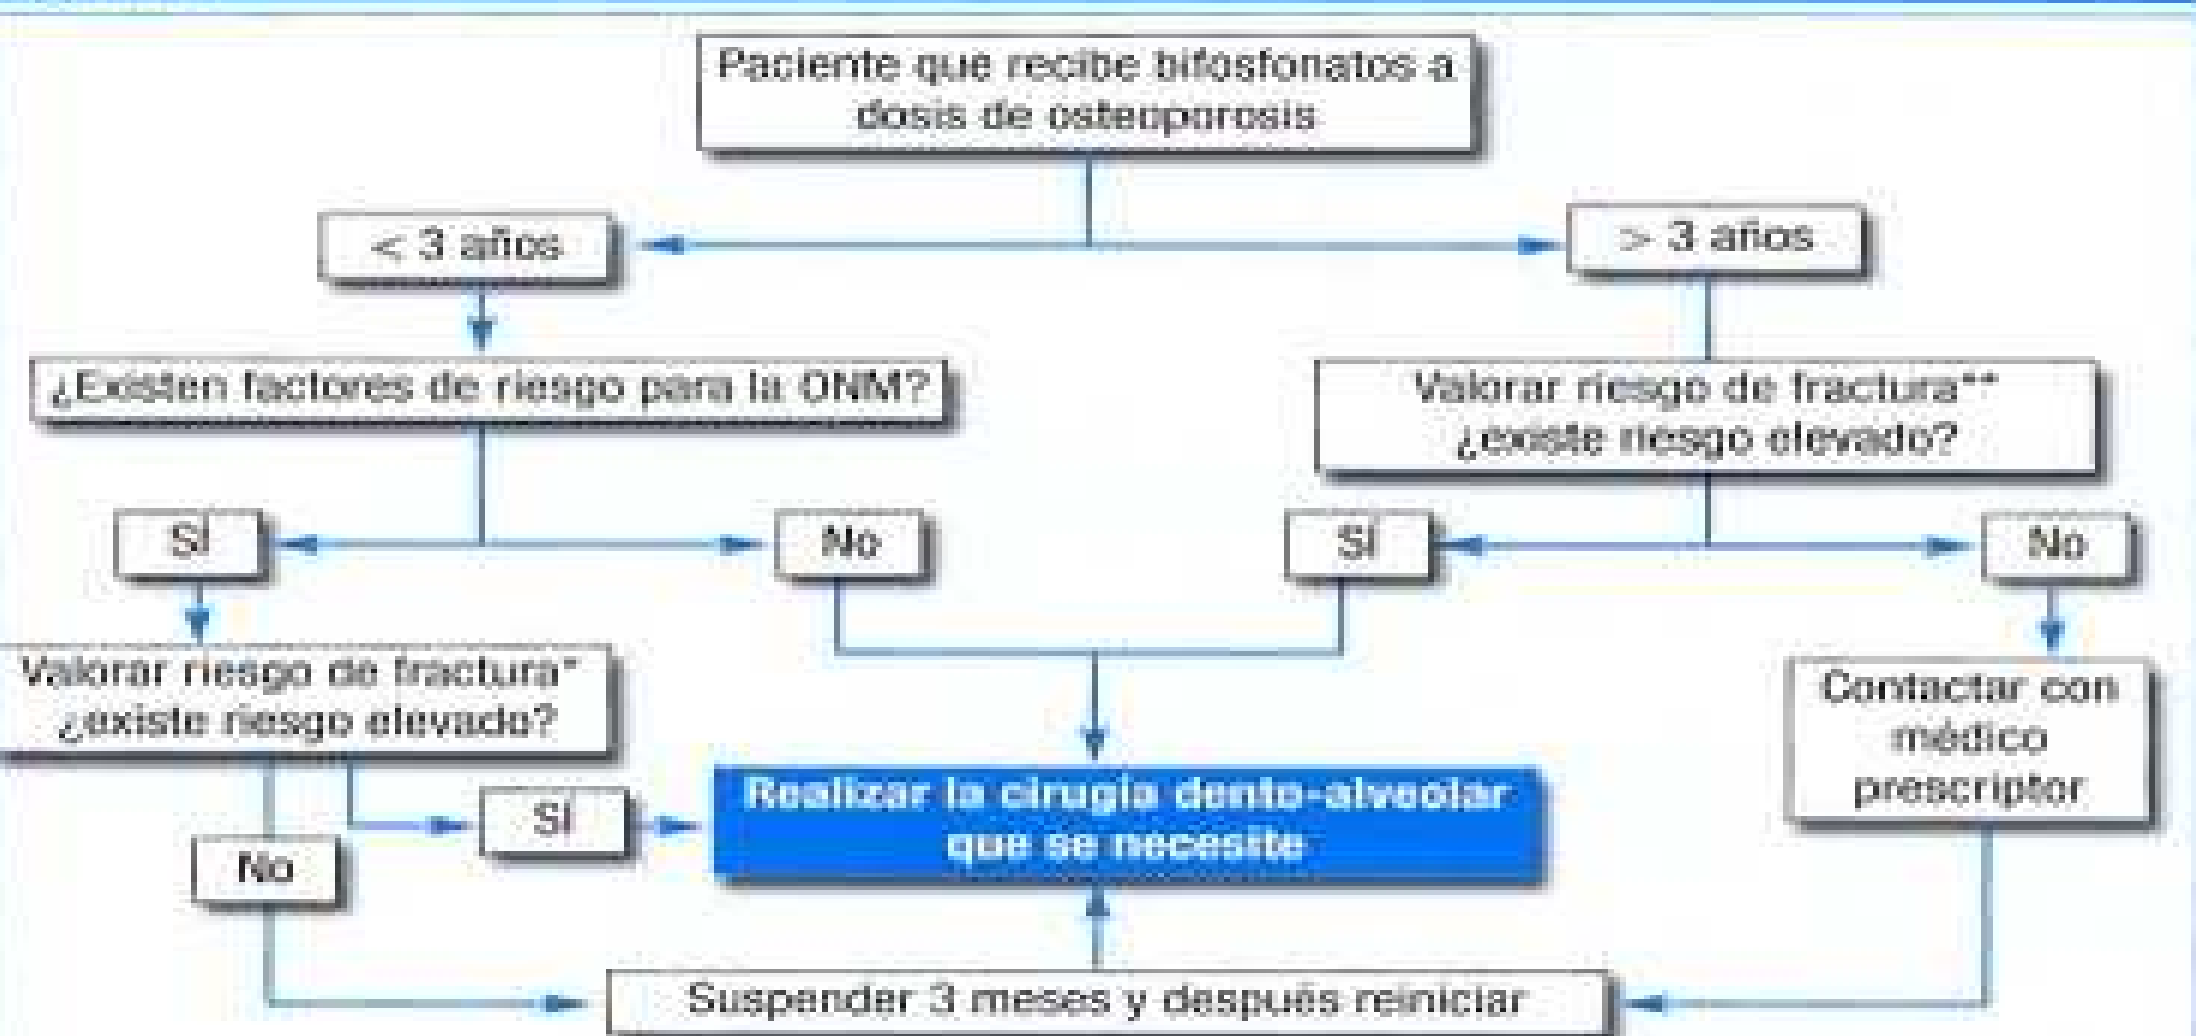 Paciente que recibe bifosfonatos a
dosis de osteoporosis
< 3 años
> 3 años
¿Existen factores de riesgo para la ONM?
Valorar riesgo de fractura**
¿existe riesgo elevado?
SÍ
No
SÍ
No
Valorar riesgo de fractura*
¿existe riesgo elevado?
Contactar con
médico
prescriptor
Realizar la cirugía dento-alveolar
que se necesite
SÍ
No
Suspender 3 meses y después reiniciar